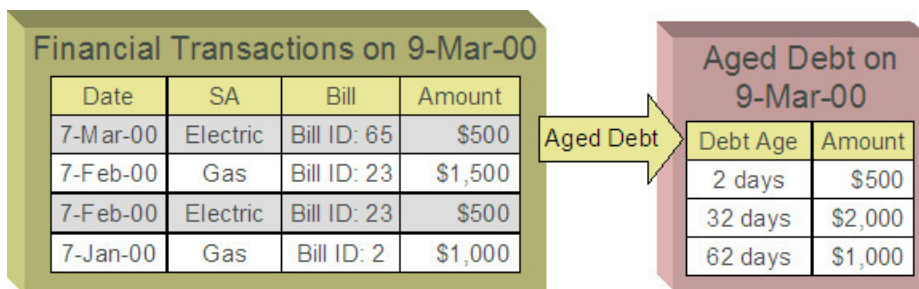 Financial Transactions on 9-Mar-00
Date SA Bill Amount
7-Mar-00 Electric Bill ID: 65 $500
7-Feb-00 Gas Bill ID: 23 $1,500
7-Feb-00 Electric Bill ID: 23 $500
7-Jan-00 Gas Bill ID: 2 $1,000
Aged Debt
Aged Debt on
9-Mar-00
Debt Age Amount
2 days $500
32 days $2,000
62 days $1,000